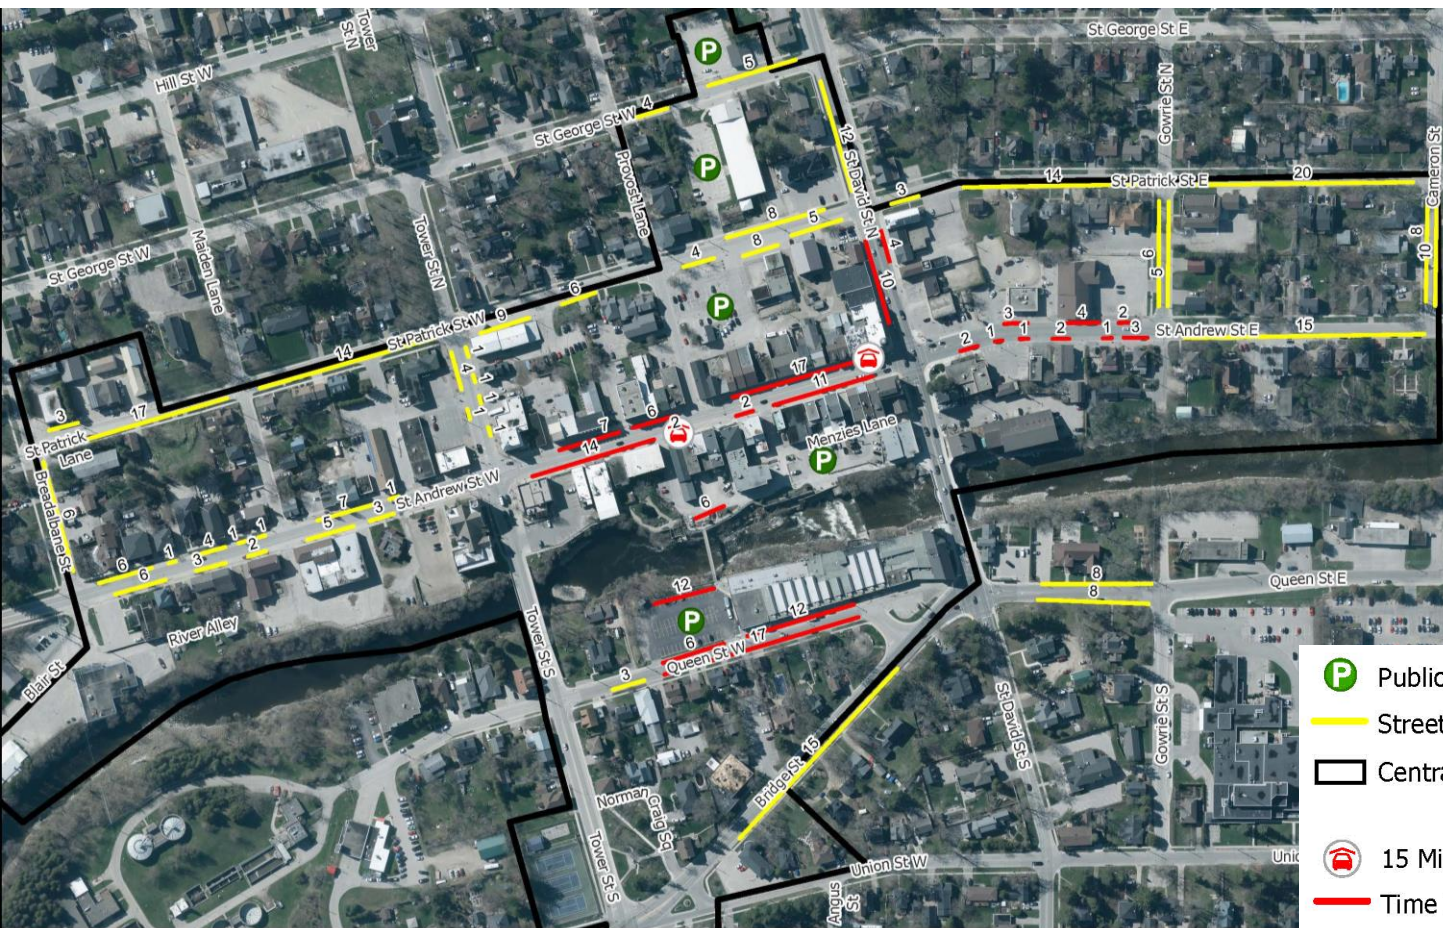 St George St E
Tower St N
Hill St W
Gowrie St N
5
4
St George St W
12
St David St N
Provost Lane
Cameron St
14
St Patrick St E
20
3
Tower St N
Maiden Lane
8
5
8
4
4
10
6
5
8
10
St George St W
6
9
St Patrick St W
14
3
4
2
2
1
1
2
1
3
St Andrew St E
15
1
4
1
1
1
1
17
11
2
3
17
St Patrick Lane
7
6
2
14
Menzies Lane
P
P
P
P
Breadalbane St
6
St Andrew St W
1
7
3
5
1
1
4
1
2
3
6
6
6
8
8
Queen St E
12
P
12
17
6
Queen St W
3
River Alley
Blair St
Tower St S
St David St S
Gowrie St S
Bridge St
15
Norman Craig Sq
Tower St S
Union St W
Angus St
P Public
Street
Centra
15 Mi
Time